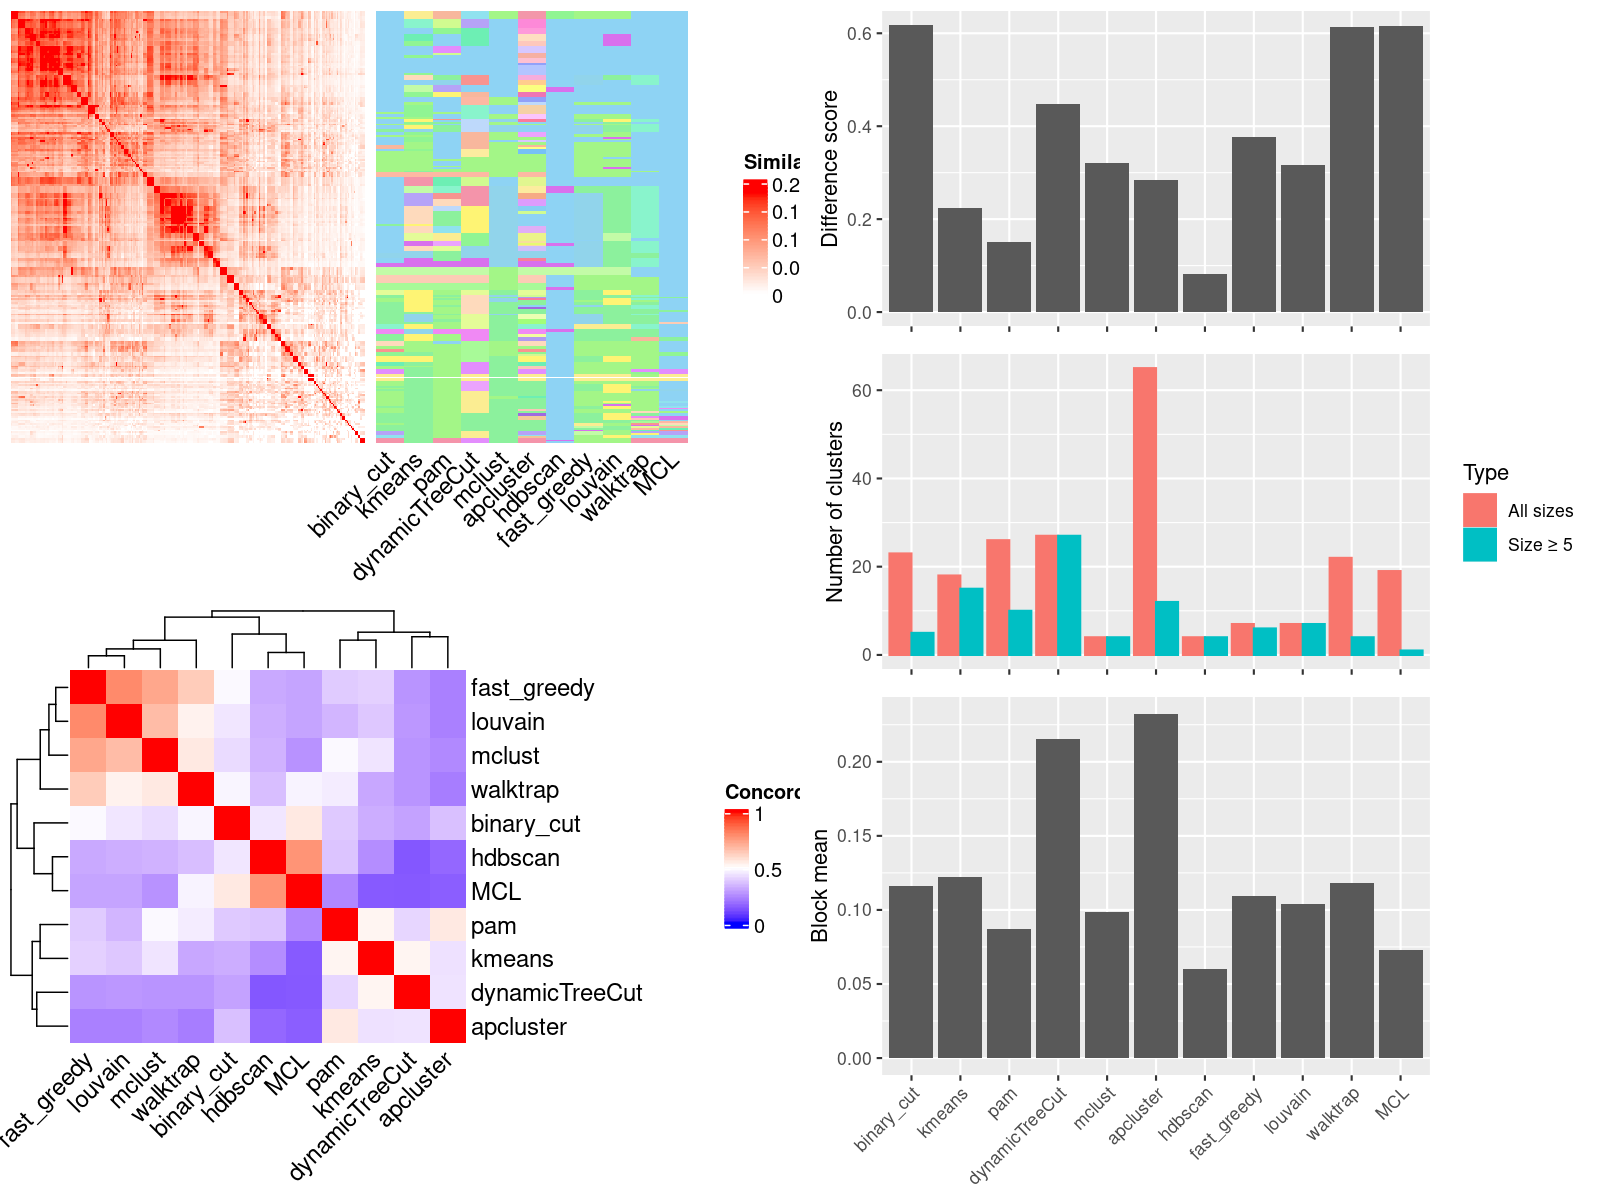 Simila
0.2
0.1
0.1
0.0
0
binary_cut
kmeans
pam
dynamicTreeCut
mclust
apcluster
hdbscan
fast_greedy
louvain
walktrap
MCL
fast_greedy
louvain
mclust
walktrap
binary_cut
hdbscan
MCL
pam
kmeans
dynamicTreeCut
apcluster
fast_greedy
louvain
mclust
walktrap
binary_cut
hdbscan
MCL
pam
kmeans
dynamicTreeCut
apcluster
Concord
1
0.5
0
Difference score
0.6
0.4
0.2
0.0
Number of clusters
60
40
20
0
Type
All sizes
Size ≥ 5
Block mean
0.20
0.15
0.10
0.05
0.00
binary_cut
kmeans
pam
dynamicTreeCut
mclust
apcluster
hdbscan
fast_greedy
louvain
walktrap
MCL